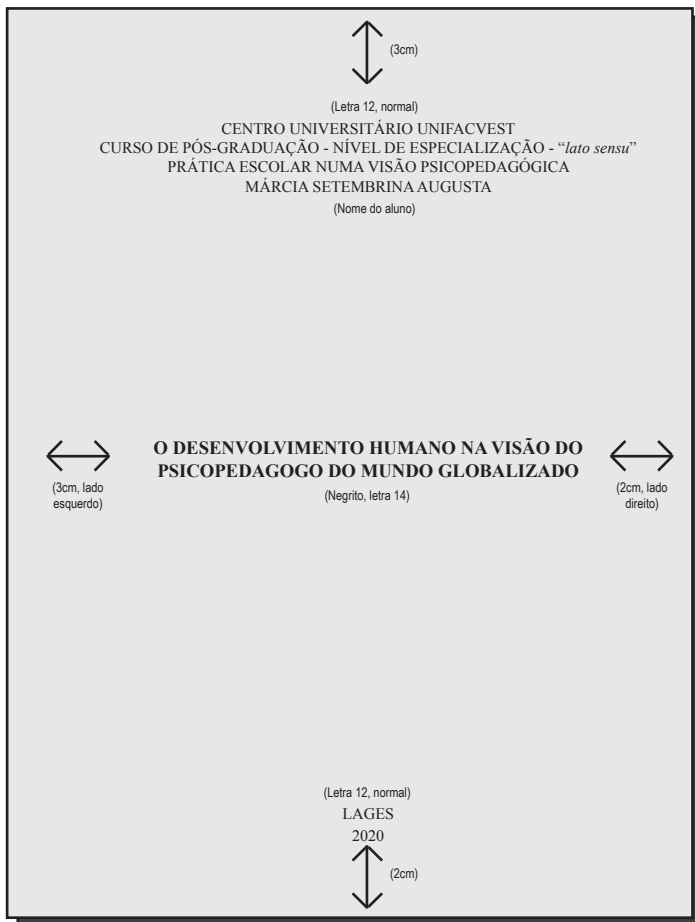 (3cm)
(Letra 12, normal)
CENTRO UNIVERSITÁRIO UNIFACVEST
CURSO DE PÓS-GRADUAÇÃO - NÍVEL DE ESPECIALIZAÇÃO - “lato sensu”
PRÁTICA ESCOLAR NUMA VISÃO PSICOPEDAGÓGICA
MÁRCIA SETEMBRINA AUGUSTA
(Nome do aluno)
O DESENVOLVIMENTO HUMANO NA VISÃO DO
PSICOPEDAGOGO DO MUNDO GLOBALIZADO
(Negrito, letra 14)
(3cm, lado
esquerdo)
(2cm, lado
direito)
(Letra 12, normal)
LAGES
2020
(2cm)